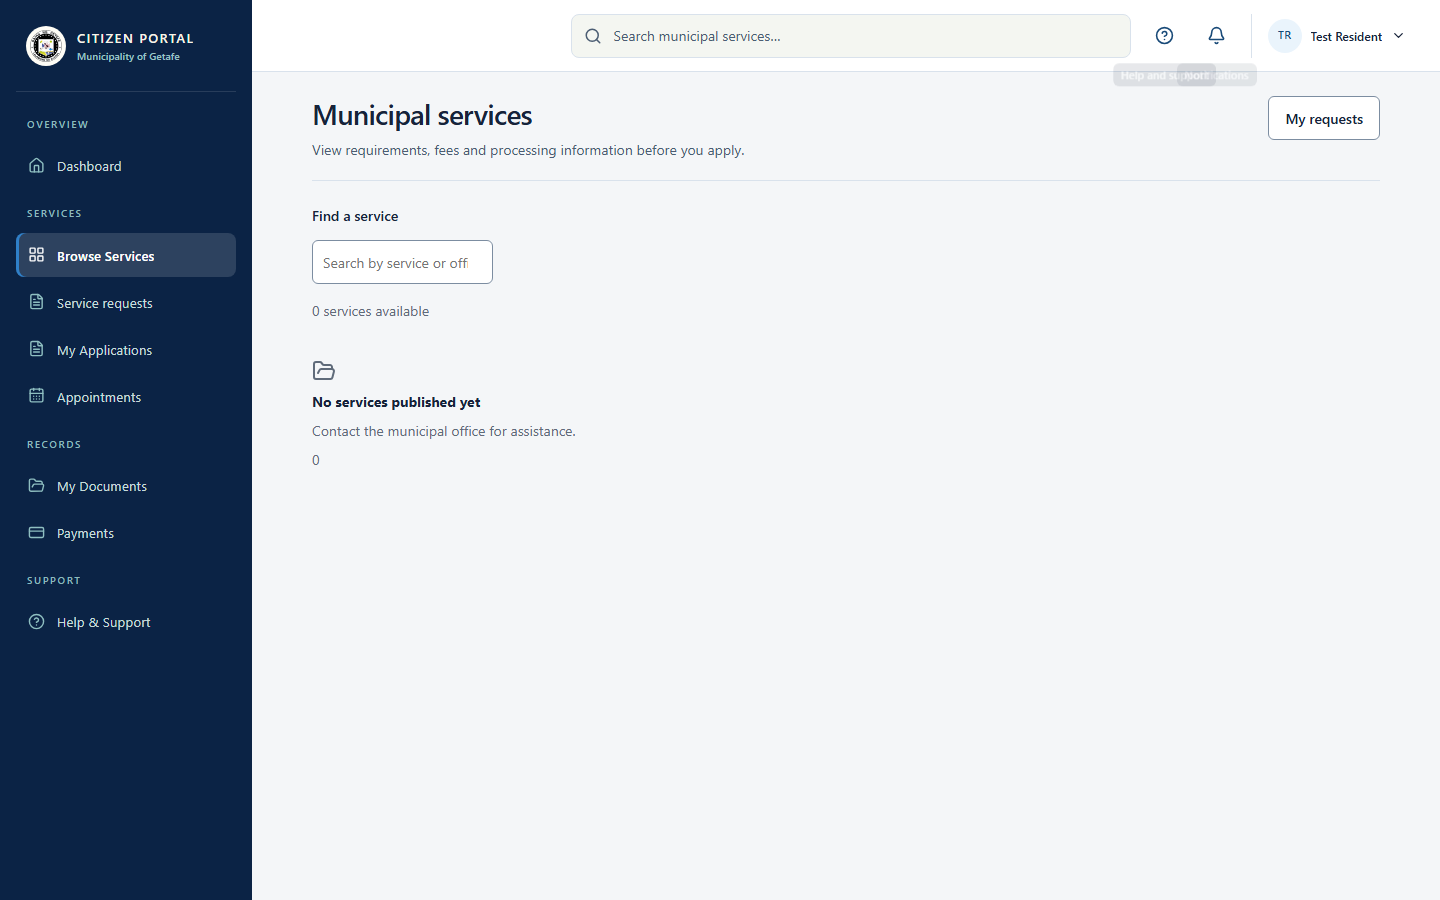 CITIZEN PORTAL
Municipality of Getafe
OVERVIEW
Dashboard
SERVICES
Browse Services
Service requests
My Applications
Appointments
RECORDS
My Documents
Payments
SUPPORT
Help & Support
Search municipal services...
TR
Test Resident
Help and
Municipal services
View requirements, fees and processing information before you apply.
My requests
Find a service
Search by service or off
0 services available
No services published yet
Contact the municipal office for assistance.
0